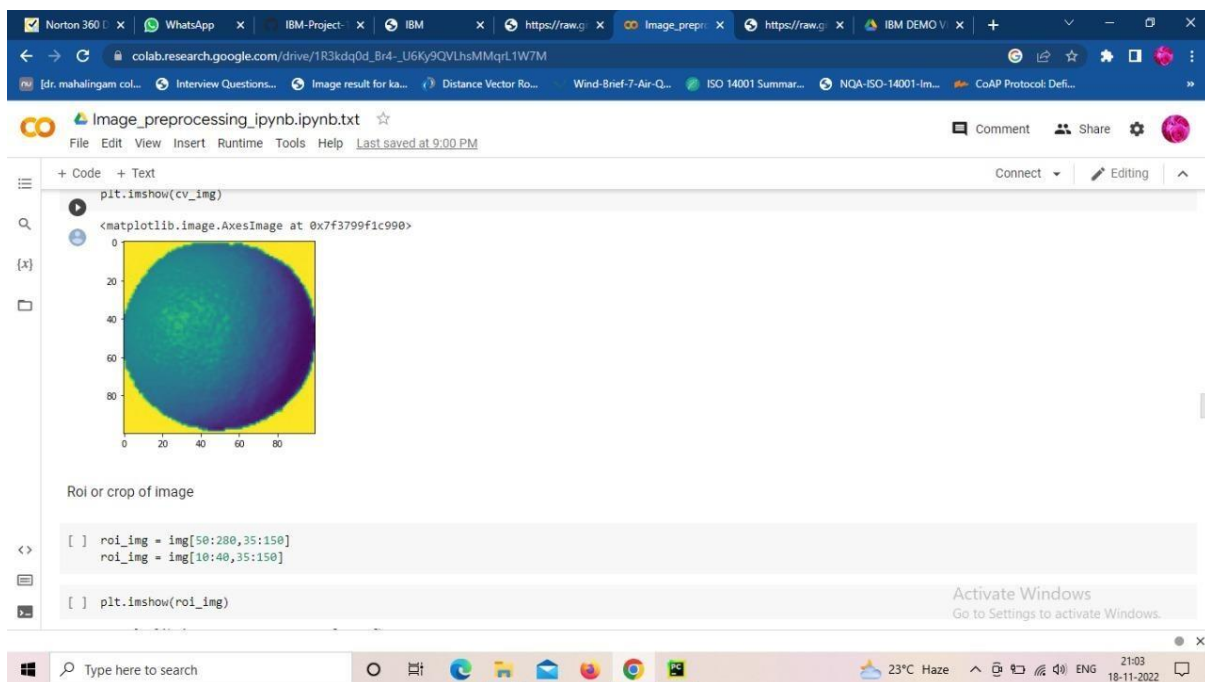 Norton 360 D
WhatsApp
IBM-Project-
IBM
https://raw.g
Image_prepro
https://raw.g
IBM DEMO VI
colab.research.google.com/drive/1R3kdq0d_Br4-_U6Ky9QVLhsMMqrL1W7M
[dr. mahalingam col...
Interview Questions...
Image result for ka...
Distance Vector Ro...
Wind-Brief-7-Air-Q...
ISO 14001 Summar...
NQA-ISO-14001-Im...
CoAP Protocol: Defi...
Image_preprocessing_ipynb.ipynb.txt
Comment
Share
File Edit View Insert Runtime Tools Help Last saved at 9:00 PM
+ Code + Text
Connect
Editing
plt.imshow(cv_img)
<matplotlib.image.AxesImage at 0x7f3799f1c990>
{x}
0
20
40
60
80
0 20 40 60 80
Roi or crop of image
[ ] roi_img = img[50:280,35:150]
roi_img = img[10:40,35:150]
[ ] plt.imshow(roi_img)
Activate Windows
Go to Settings to activate Windows.
Type here to search
23°C Haze
ENG
21:03
18-11-2022